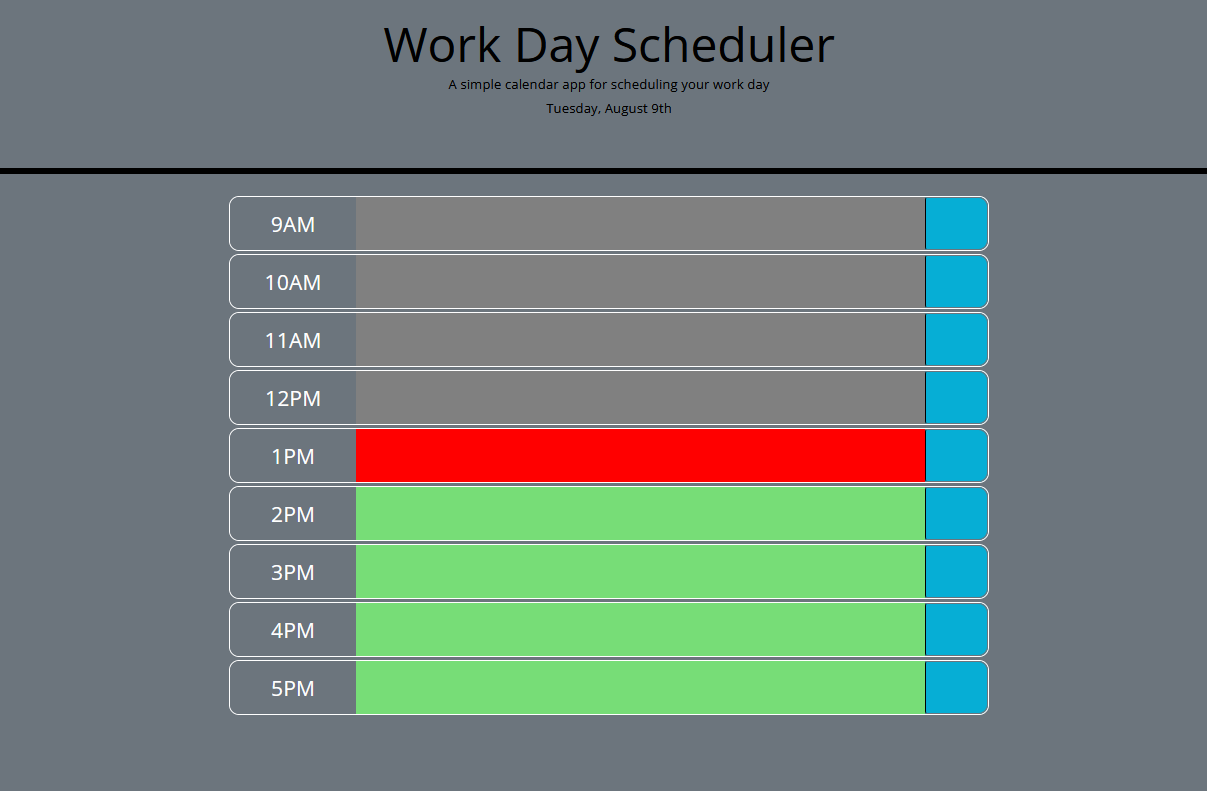 Work Day Scheduler
A simple calendar app for scheduling your work day
Tuesday, August 9th
9AM
10AM
11AM
12PM
1PM
2PM
3PM
4PM
5PM